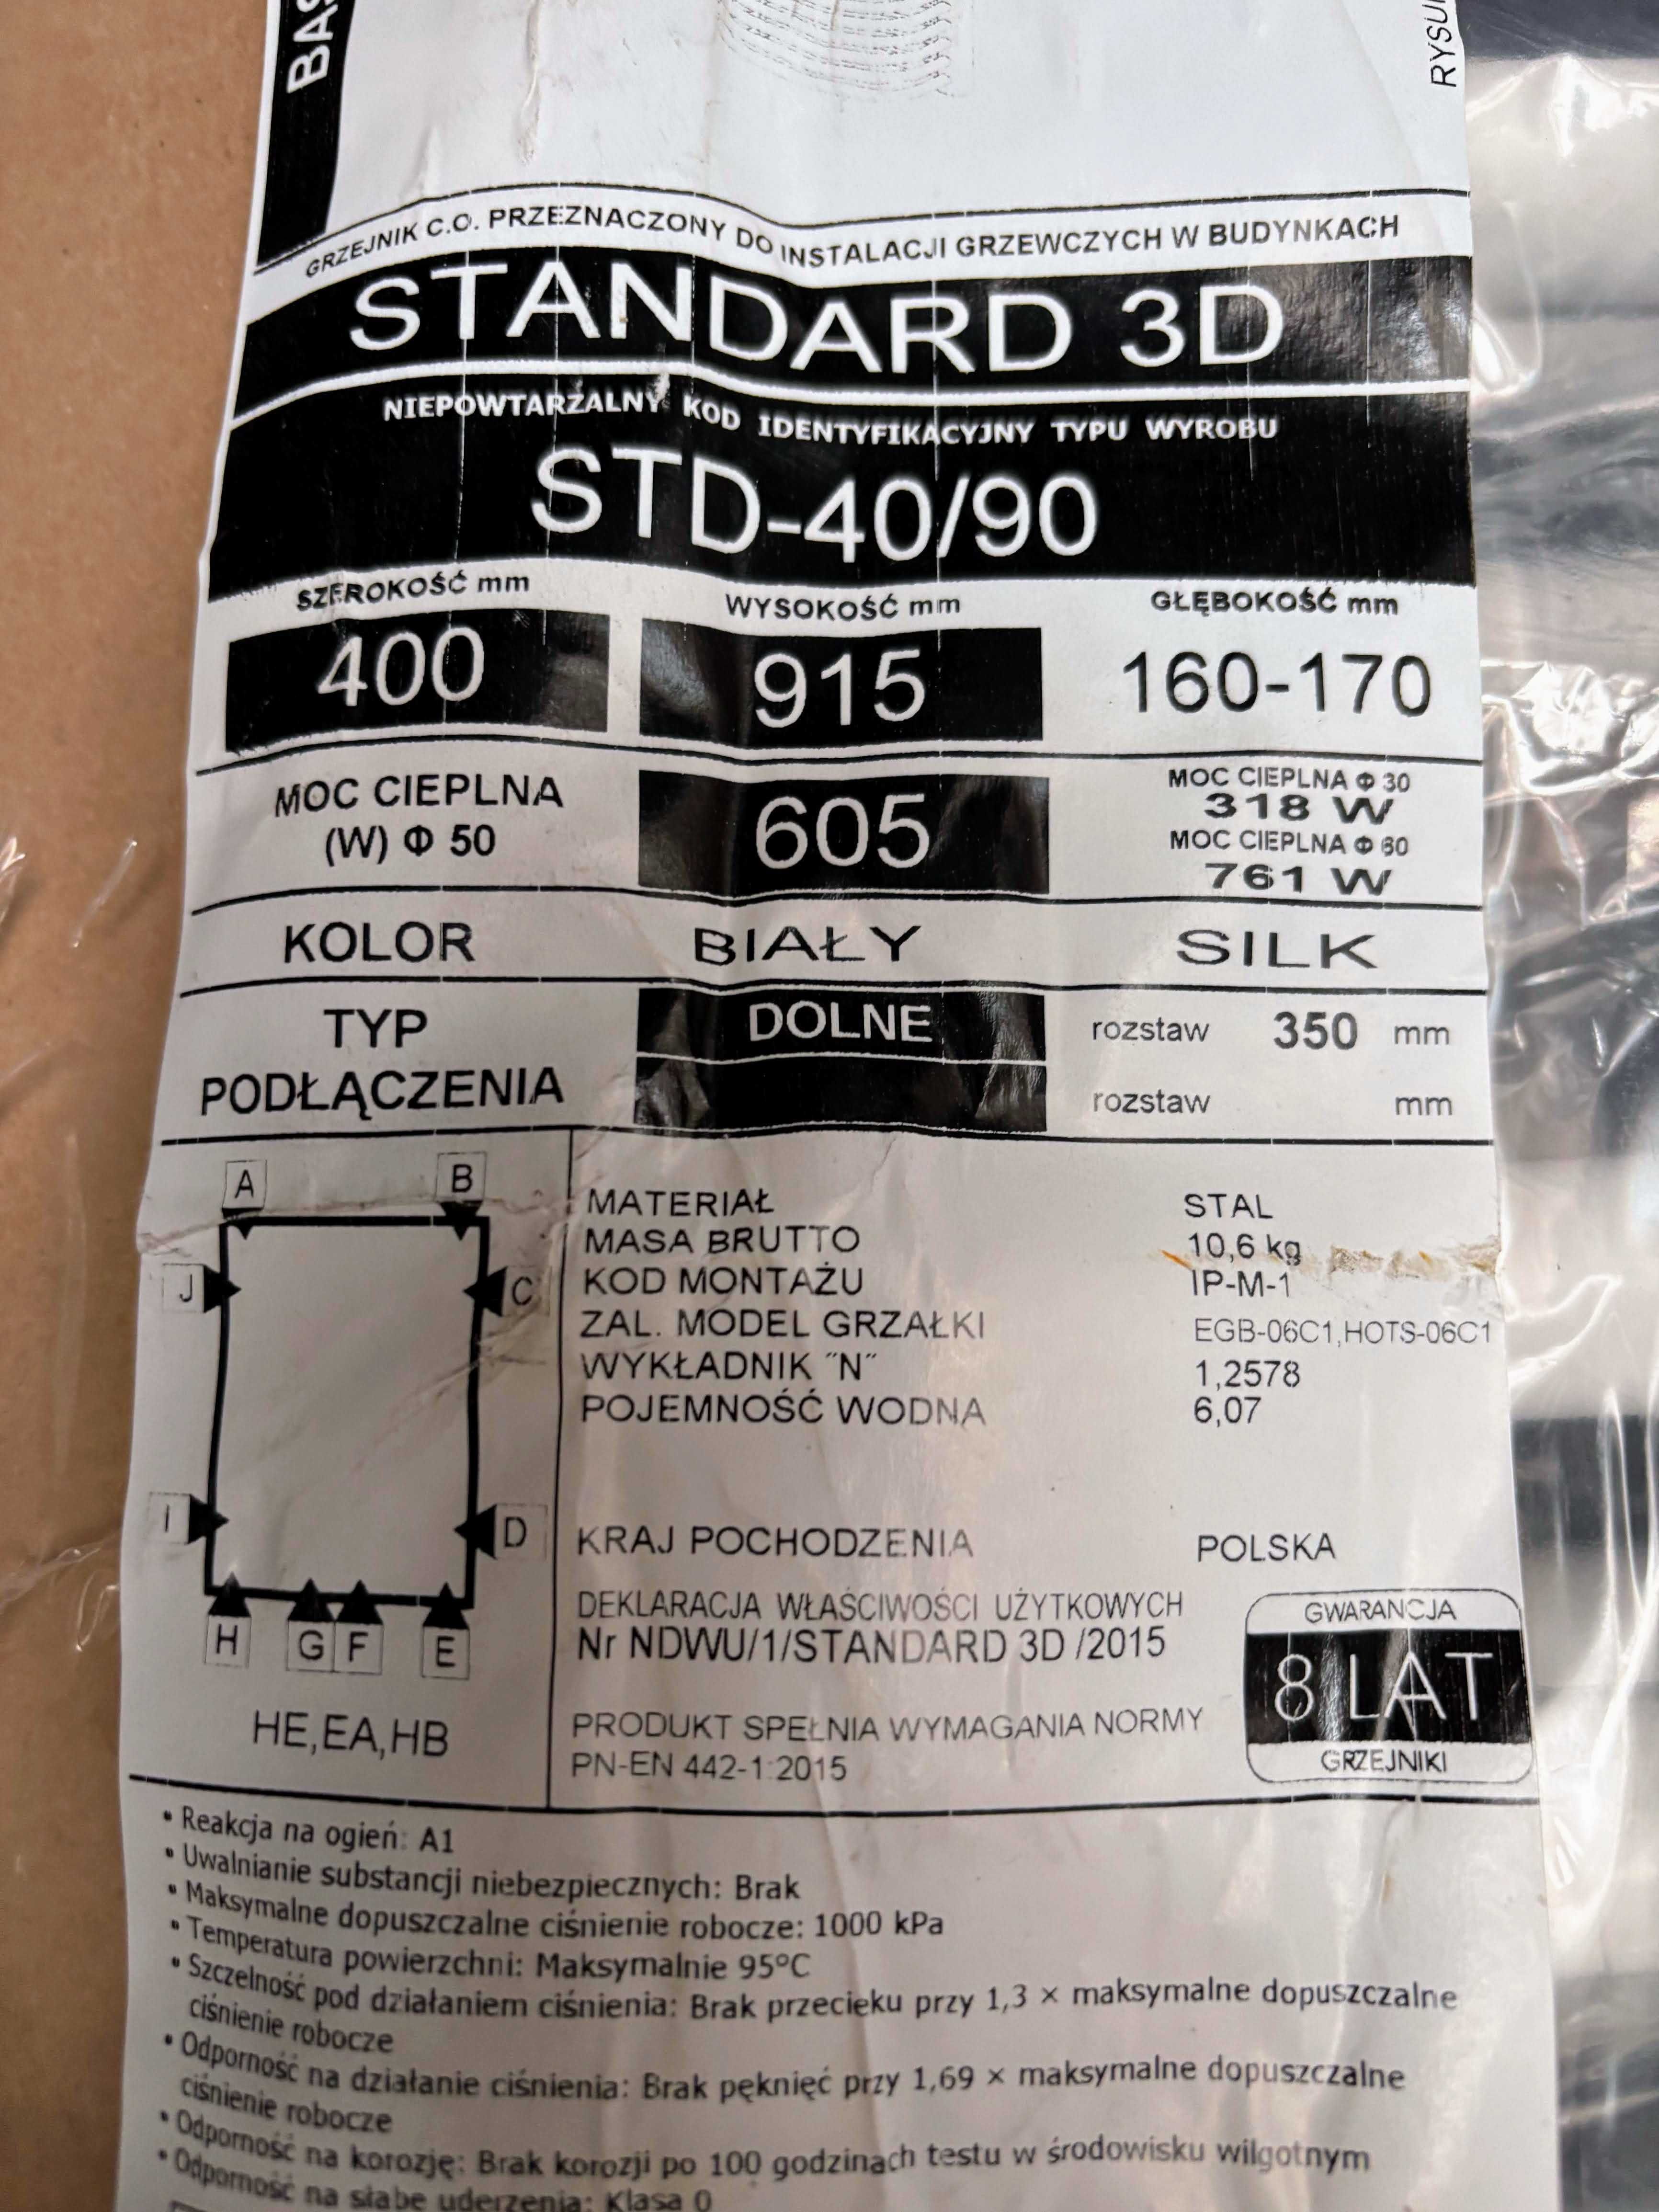 BAS
RYSU
GRZEJNIK C.O. PRZEZNACZONY DO INSTALACJI GRZEWCZYCH W BUDYNKACH
STANDARD 3D
NIEPOWTARZALNY KOD IDENTYFIKACYJNY TYPU WYROBU
STD-40/90
SZEROKOŚĆ mm WYSOKOŚĆ mm GŁĘBOKOŚĆ mm
400 915 160-170
MOC CIEPLNA (W) Φ 50
605
MOC CIEPLNA Φ 30
318 W
MOC CIEPLNA Φ 60
761 W
KOLOR BIAŁY SILK
TYP PODŁĄCZENIA
DOLNE rozstaw 350 mm
rozstaw mm
A B
J C
I D
H G F E
HE,EA,HB
MATERIAŁ STAL
MASA BRUTTO 10,6 kg
KOD MONTAŻU IP-M-1
ZAL. MODEL GRZAŁKI EGB-06C1,HOTS-06C1
WYKŁADNIK ˝N˝ 1,2578
POJEMNOŚĆ WODNA 6,07
KRAJ POCHODZENIA POLSKA
DEKLARACJA WŁAŚCIWOŚCI UŻYTKOWYCH
Nr NDWU/1/STANDARD 3D /2015
PRODUKT SPEŁNIA WYMAGANIA NORMY
PN-EN 442-1:2015
GWARANCJA
8 LAT
GRZEJNIKI
• Reakcja na ogień: A1
• Uwalnianie substancji niebezpiecznych: Brak
• Maksymalne dopuszczalne ciśnienie robocze: 1000 kPa
• Temperatura powierzchni: Maksymalnie 95°C
• Szczelność pod działaniem ciśnienia: Brak przecieku przy 1,3 × maksymalne dopuszczalne
ciśnienie robocze
• Odporność na działanie ciśnienia: Brak pęknięć przy 1,69 × maksymalne dopuszczalne
ciśnienie robocze
• Odporność na korozję: Brak korozji po 100 godzinach testu w środowisku wilgotnym
• Odporność na słabe uderzenia: Klasa 0